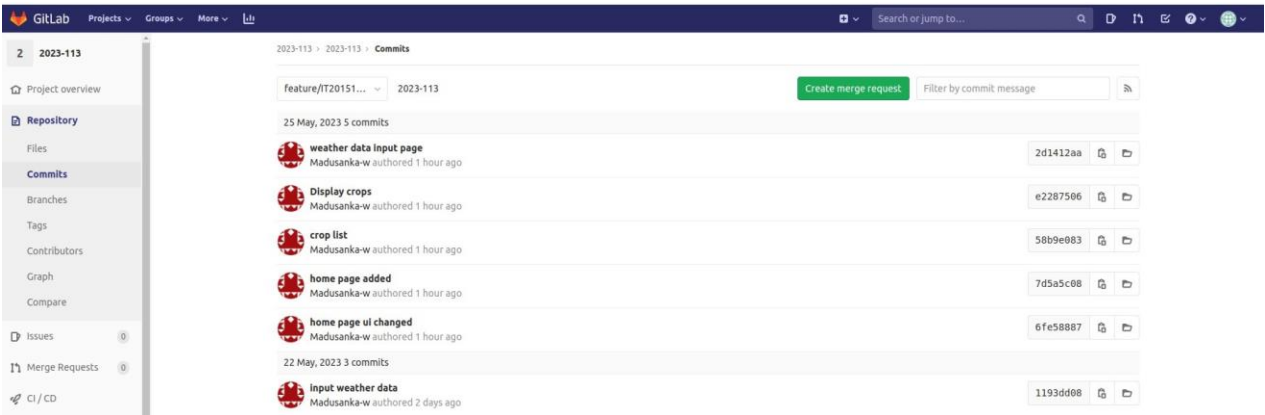 GitLab Projects Groups More Search or jump to...
2 2023-113
Project overview
Repository
Files
Commits
Branches
Tags
Contributors
Graph
Compare
Issues 0
Merge Requests 0
CI / CD
2023-113 › 2023-113 › Commits
feature/IT20151... 2023-113 Create merge request Filter by commit message
25 May, 2023 5 commits
weather data input page
Madusanka-w authored 1 hour ago
2d1412aa
Display crops
Madusanka-w authored 1 hour ago
e2287506
crop list
Madusanka-w authored 1 hour ago
58b9e083
home page added
Madusanka-w authored 1 hour ago
7d5a5c08
home page ui changed
Madusanka-w authored 1 hour ago
6fe58887
22 May, 2023 3 commits
input weather data
Madusanka-w authored 2 days ago
1193dd08